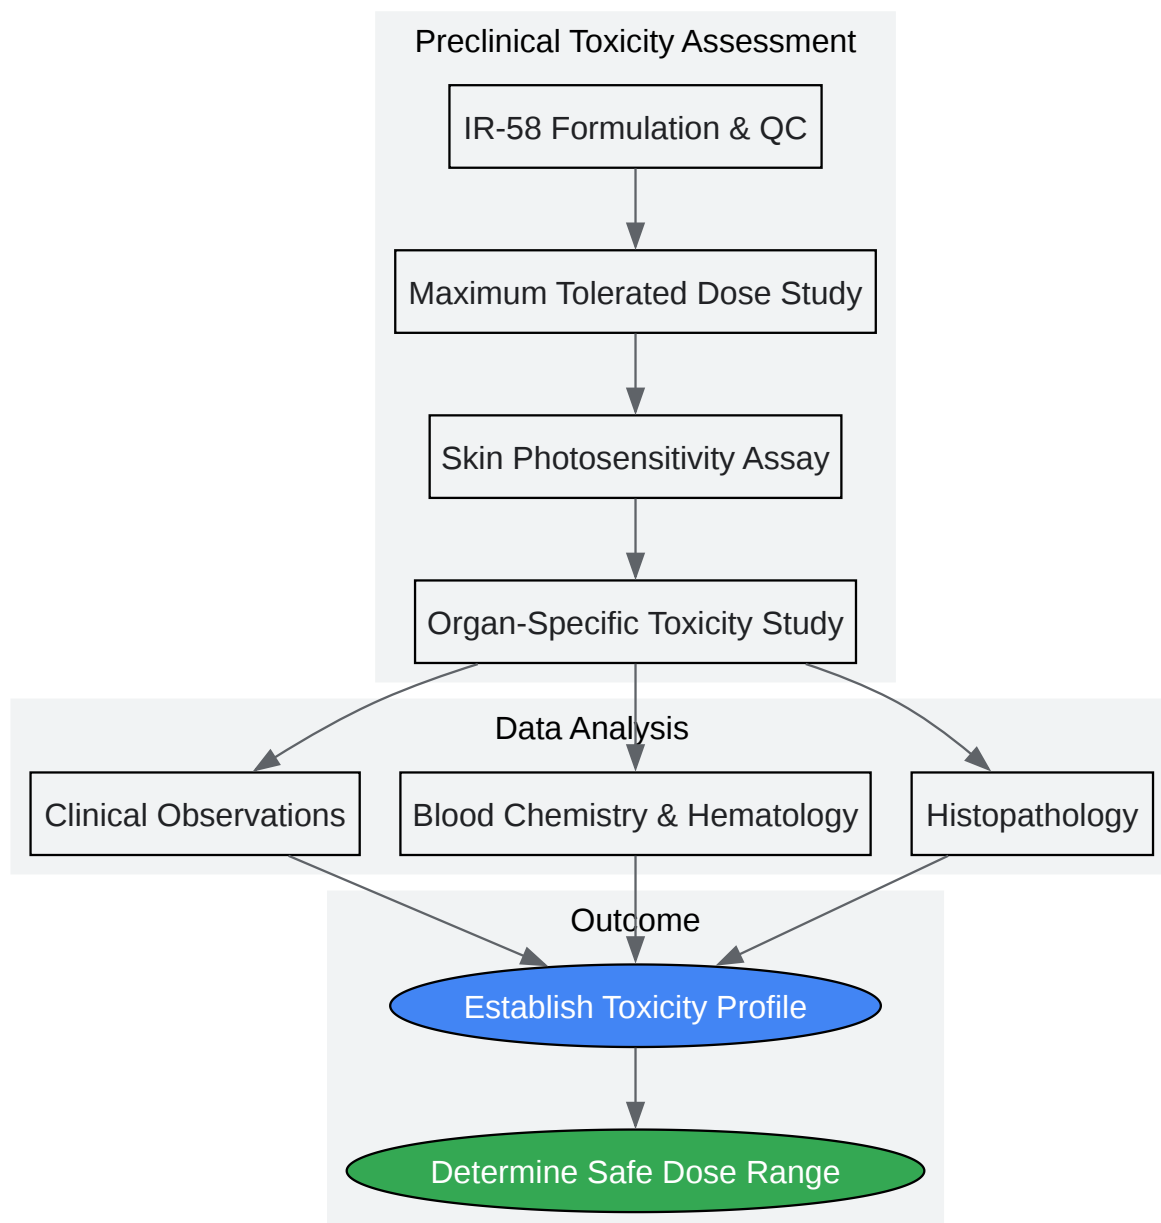 Preclinical Toxicity Assessment
IR-58 Formulation & QC
Maximum Tolerated Dose Study
Skin Photosensitivity Assay
Organ-Specific Toxicity Study
Data Analysis
Clinical Observations
Blood Chemistry & Hematology
Histopathology
Outcome
Establish Toxicity Profile
Determine Safe Dose Range